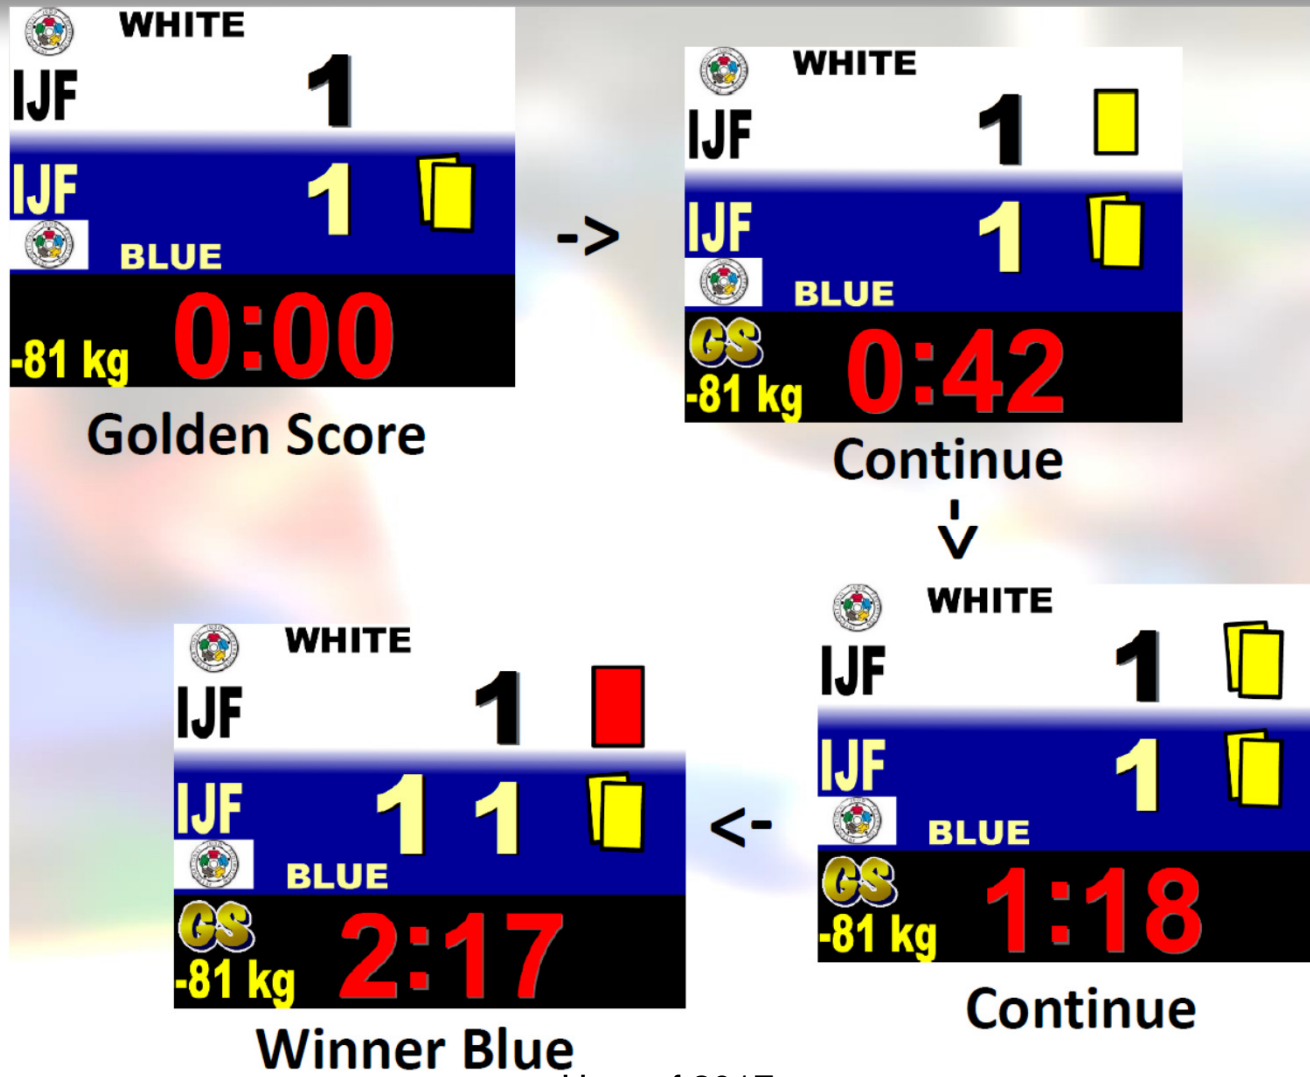 WHITE
IJF 1
IJF 1
BLUE
-81 kg 0:00
Golden Score
->
WHITE
IJF 1
IJF 1
BLUE
GS
-81 kg 0:42
Continue
->
WHITE
IJF 1
IJF 1
BLUE
GS
-81 kg 1:18
Continue
<-
WHITE
IJF 1
IJF 1 1
BLUE
GS
-81 kg 2:17
Winner Blue